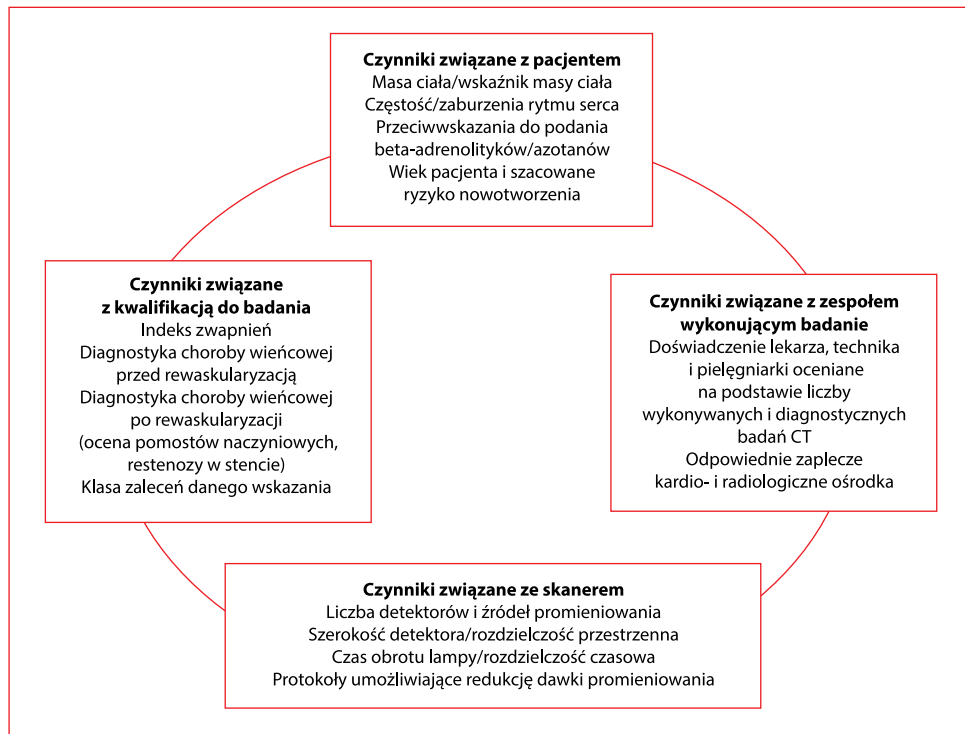 Czynniki związane z pacjentem
Masa ciała/wskaźnik masy ciała
Częstość/zaburzenia rytmu serca
Przeciwwskazania do podania
beta-adrenolityków/azotanów
Wiek pacjenta i szacowane
ryzyko nowotworzenia
Czynniki związane
z kwalifikacją do badania
Indeks zwapnień
Diagnostyka choroby wieńcowej
przed rewaskularyzacją
Diagnostyka choroby wieńcowej
po rewaskularyzacji
(ocena pomostów naczyniowych,
restenozy w stencie)
Klasa zaleceń danego wskazania
Czynniki związane z zespołem
wykonującym badanie
Doświadczenie lekarza, technika
i pielęgniarki oceniane
na podstawie liczby
wykonywanych i diagnostycznych
badań CT
Odpowiednie zaplecze
kardio- i radiologiczne ośrodka
Czynniki związane ze skanerem
Liczba detektorów i źródeł promieniowania
Szerokość detektora/rozdzielczość przestrzenna
Czas obrotu lampy/rozdzielczość czasowa
Protokoły umożliwiające redukcję dawki promieniowania